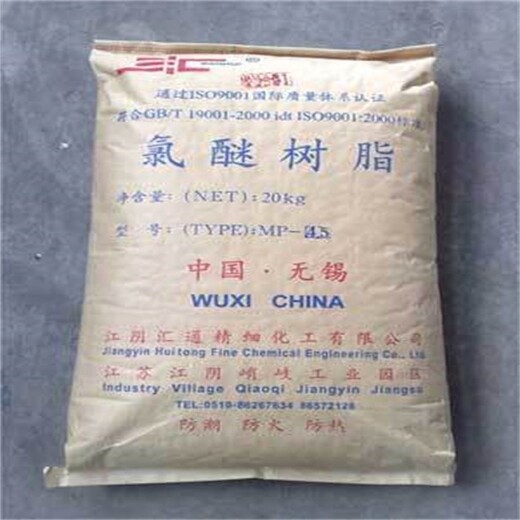 通过ISO9001国际质量体系认证
符合GB/T 19001-2000 idt ISO9001:2000标准
氯醚树脂
净含量:(NET):20kg
型 号:(TYPE):MP-45
中国·无锡
WUXI CHINA
江阴汇通精细化工有限公司
Jiangyin Huitong Fine Chemical Engineering Co., Ltd
江苏江阴峭岐工业园区
Industry Village Qiaoqi Jiangyin Jiangsu
TEL:0510-86267634 86572128
防潮 防火 防热